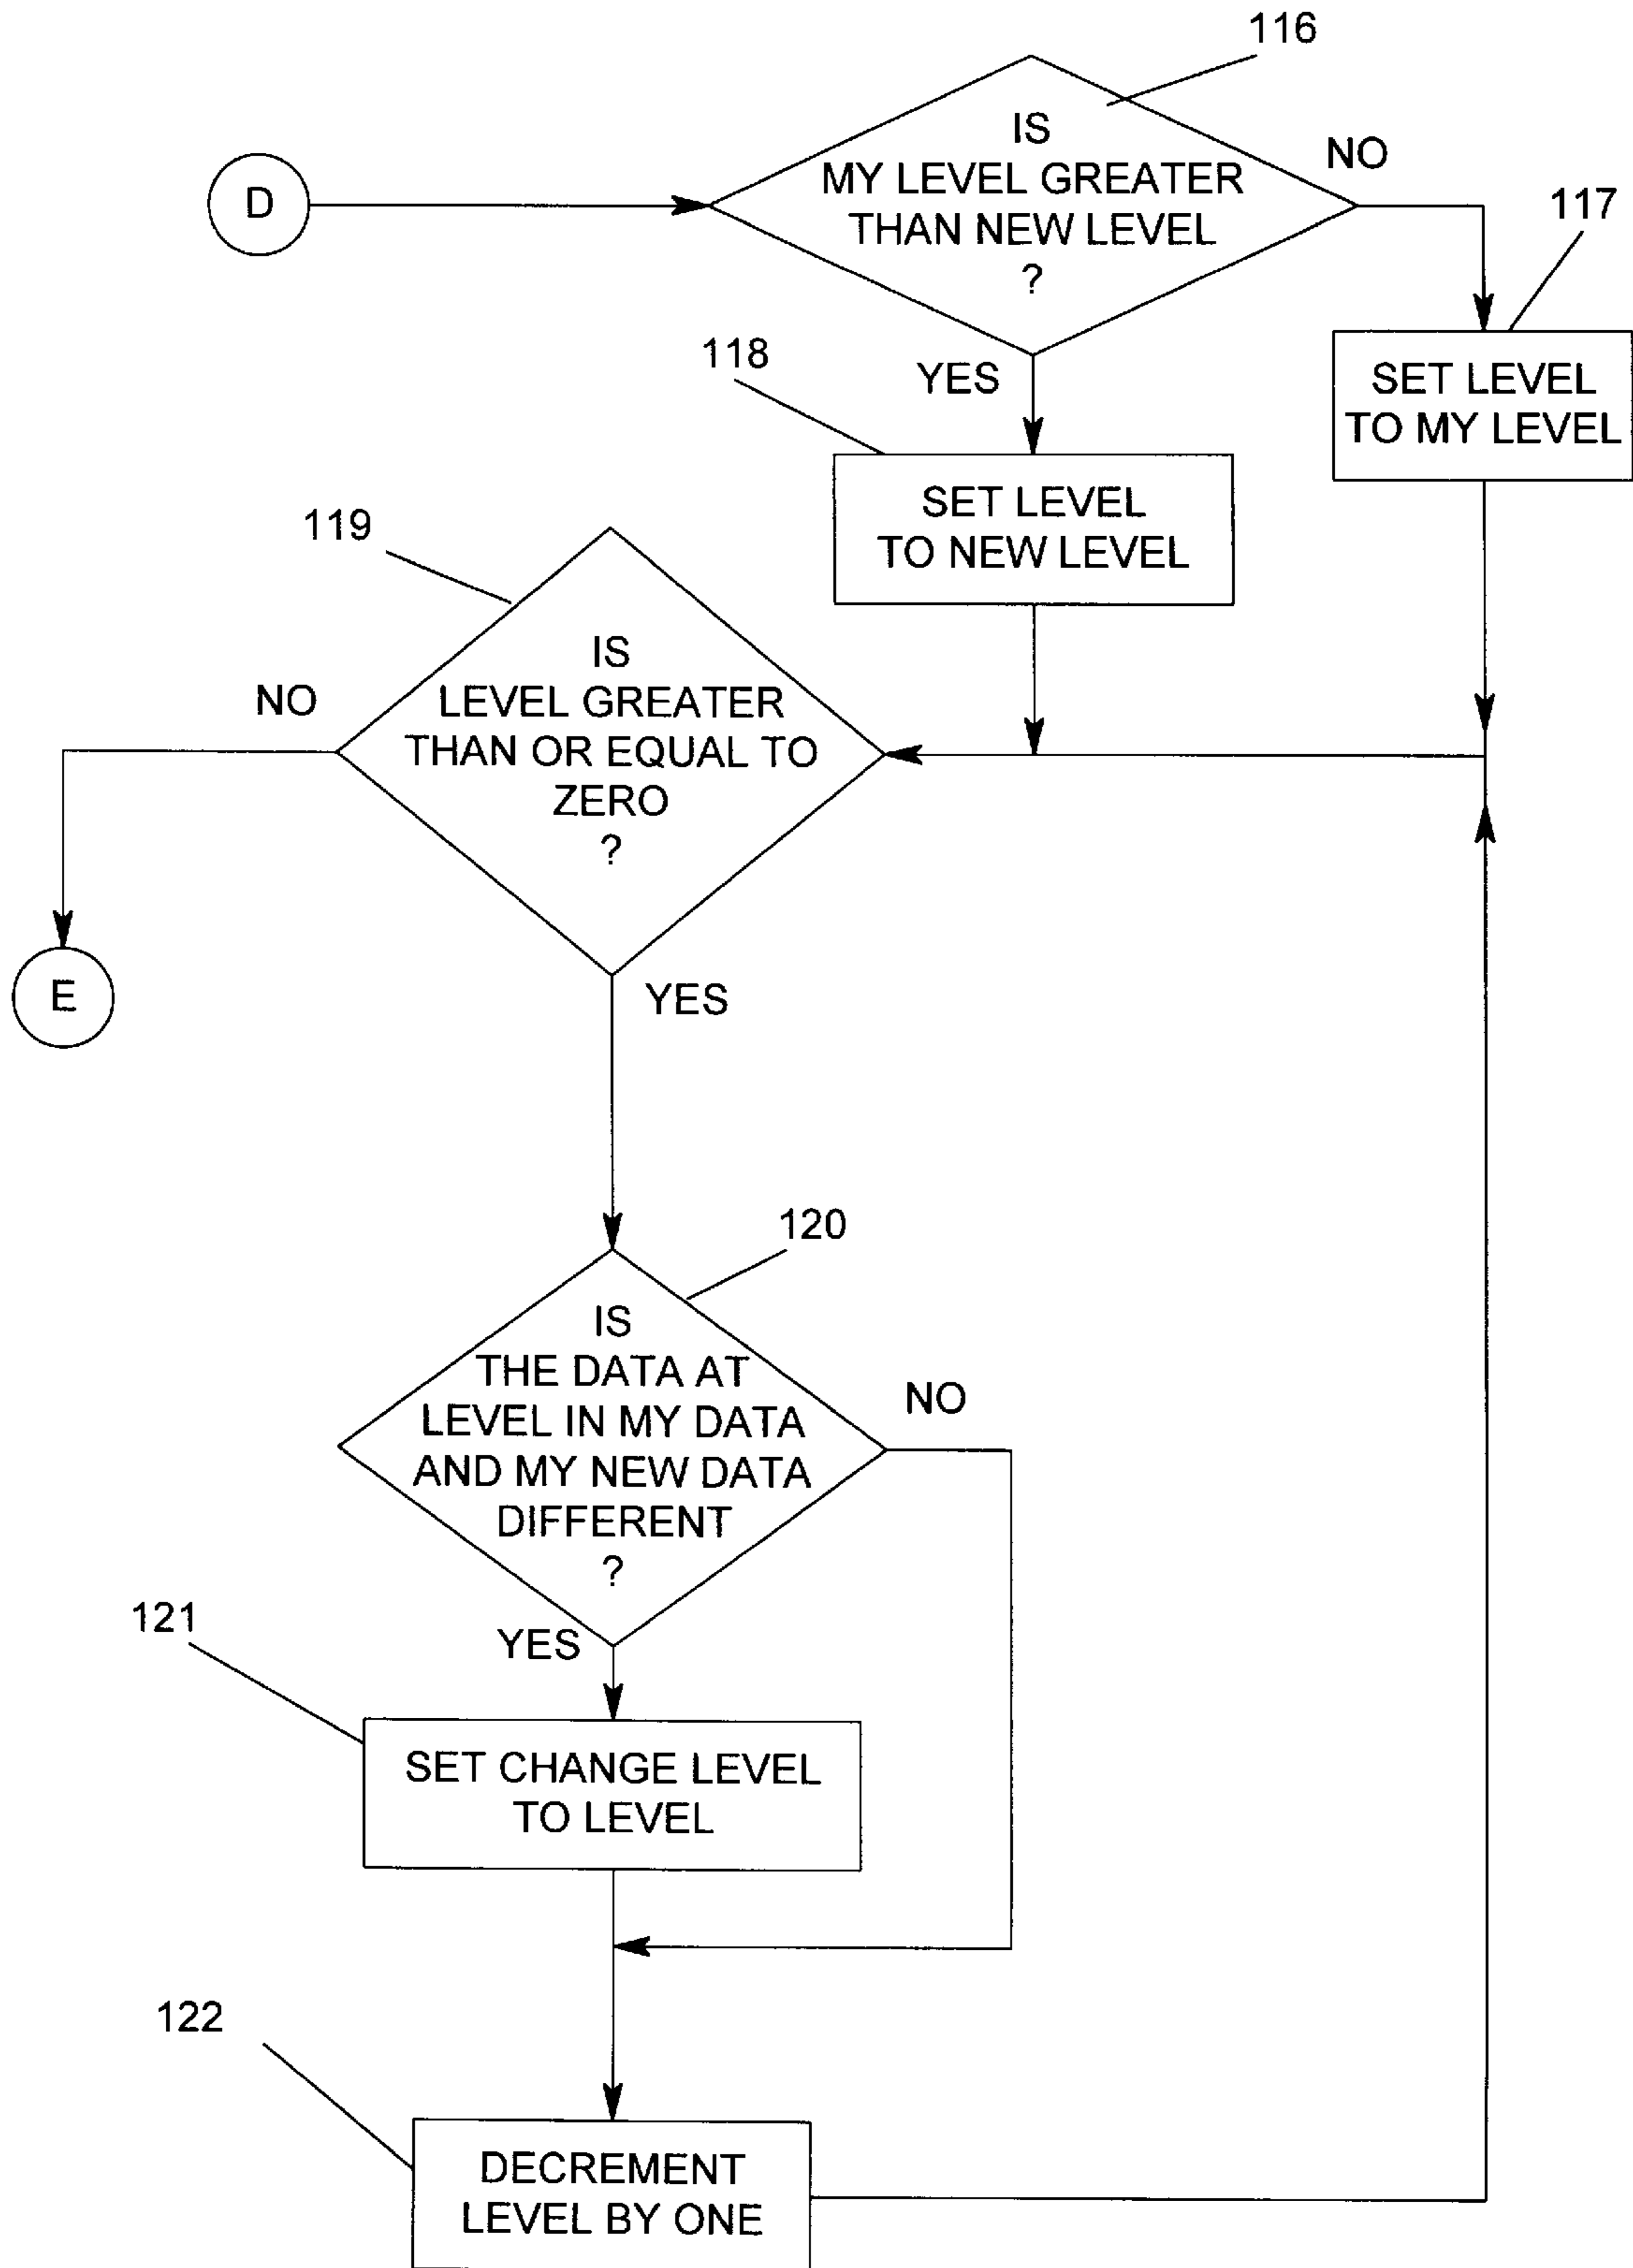 116
IS
MY LEVEL GREATER
THAN NEW LEVEL
?
NO
D
117
118
YES
SET LEVEL
TO MY LEVEL
SET LEVEL
TO NEW LEVEL
119
IS
LEVEL GREATER
THAN OR EQUAL TO
ZERO
?
NO
E
YES
120
IS
THE DATA AT
LEVEL IN MY DATA
AND MY NEW DATA
DIFFERENT
?
NO
121
YES
SET CHANGE LEVEL
TO LEVEL
122
DECREMENT
LEVEL BY ONE